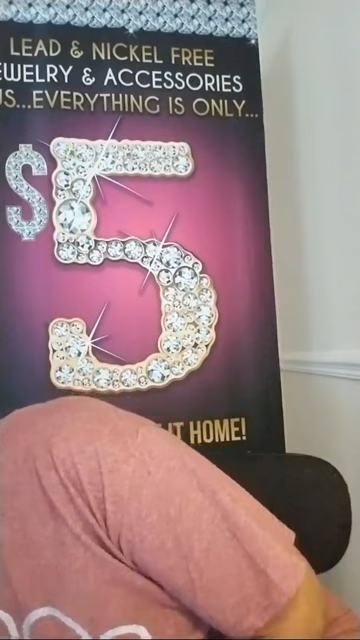 LEAD & NICKEL FREE
EWELRY & ACCESSORIES
US...EVERYTHING IS ONLY...
$5
IT HOME!